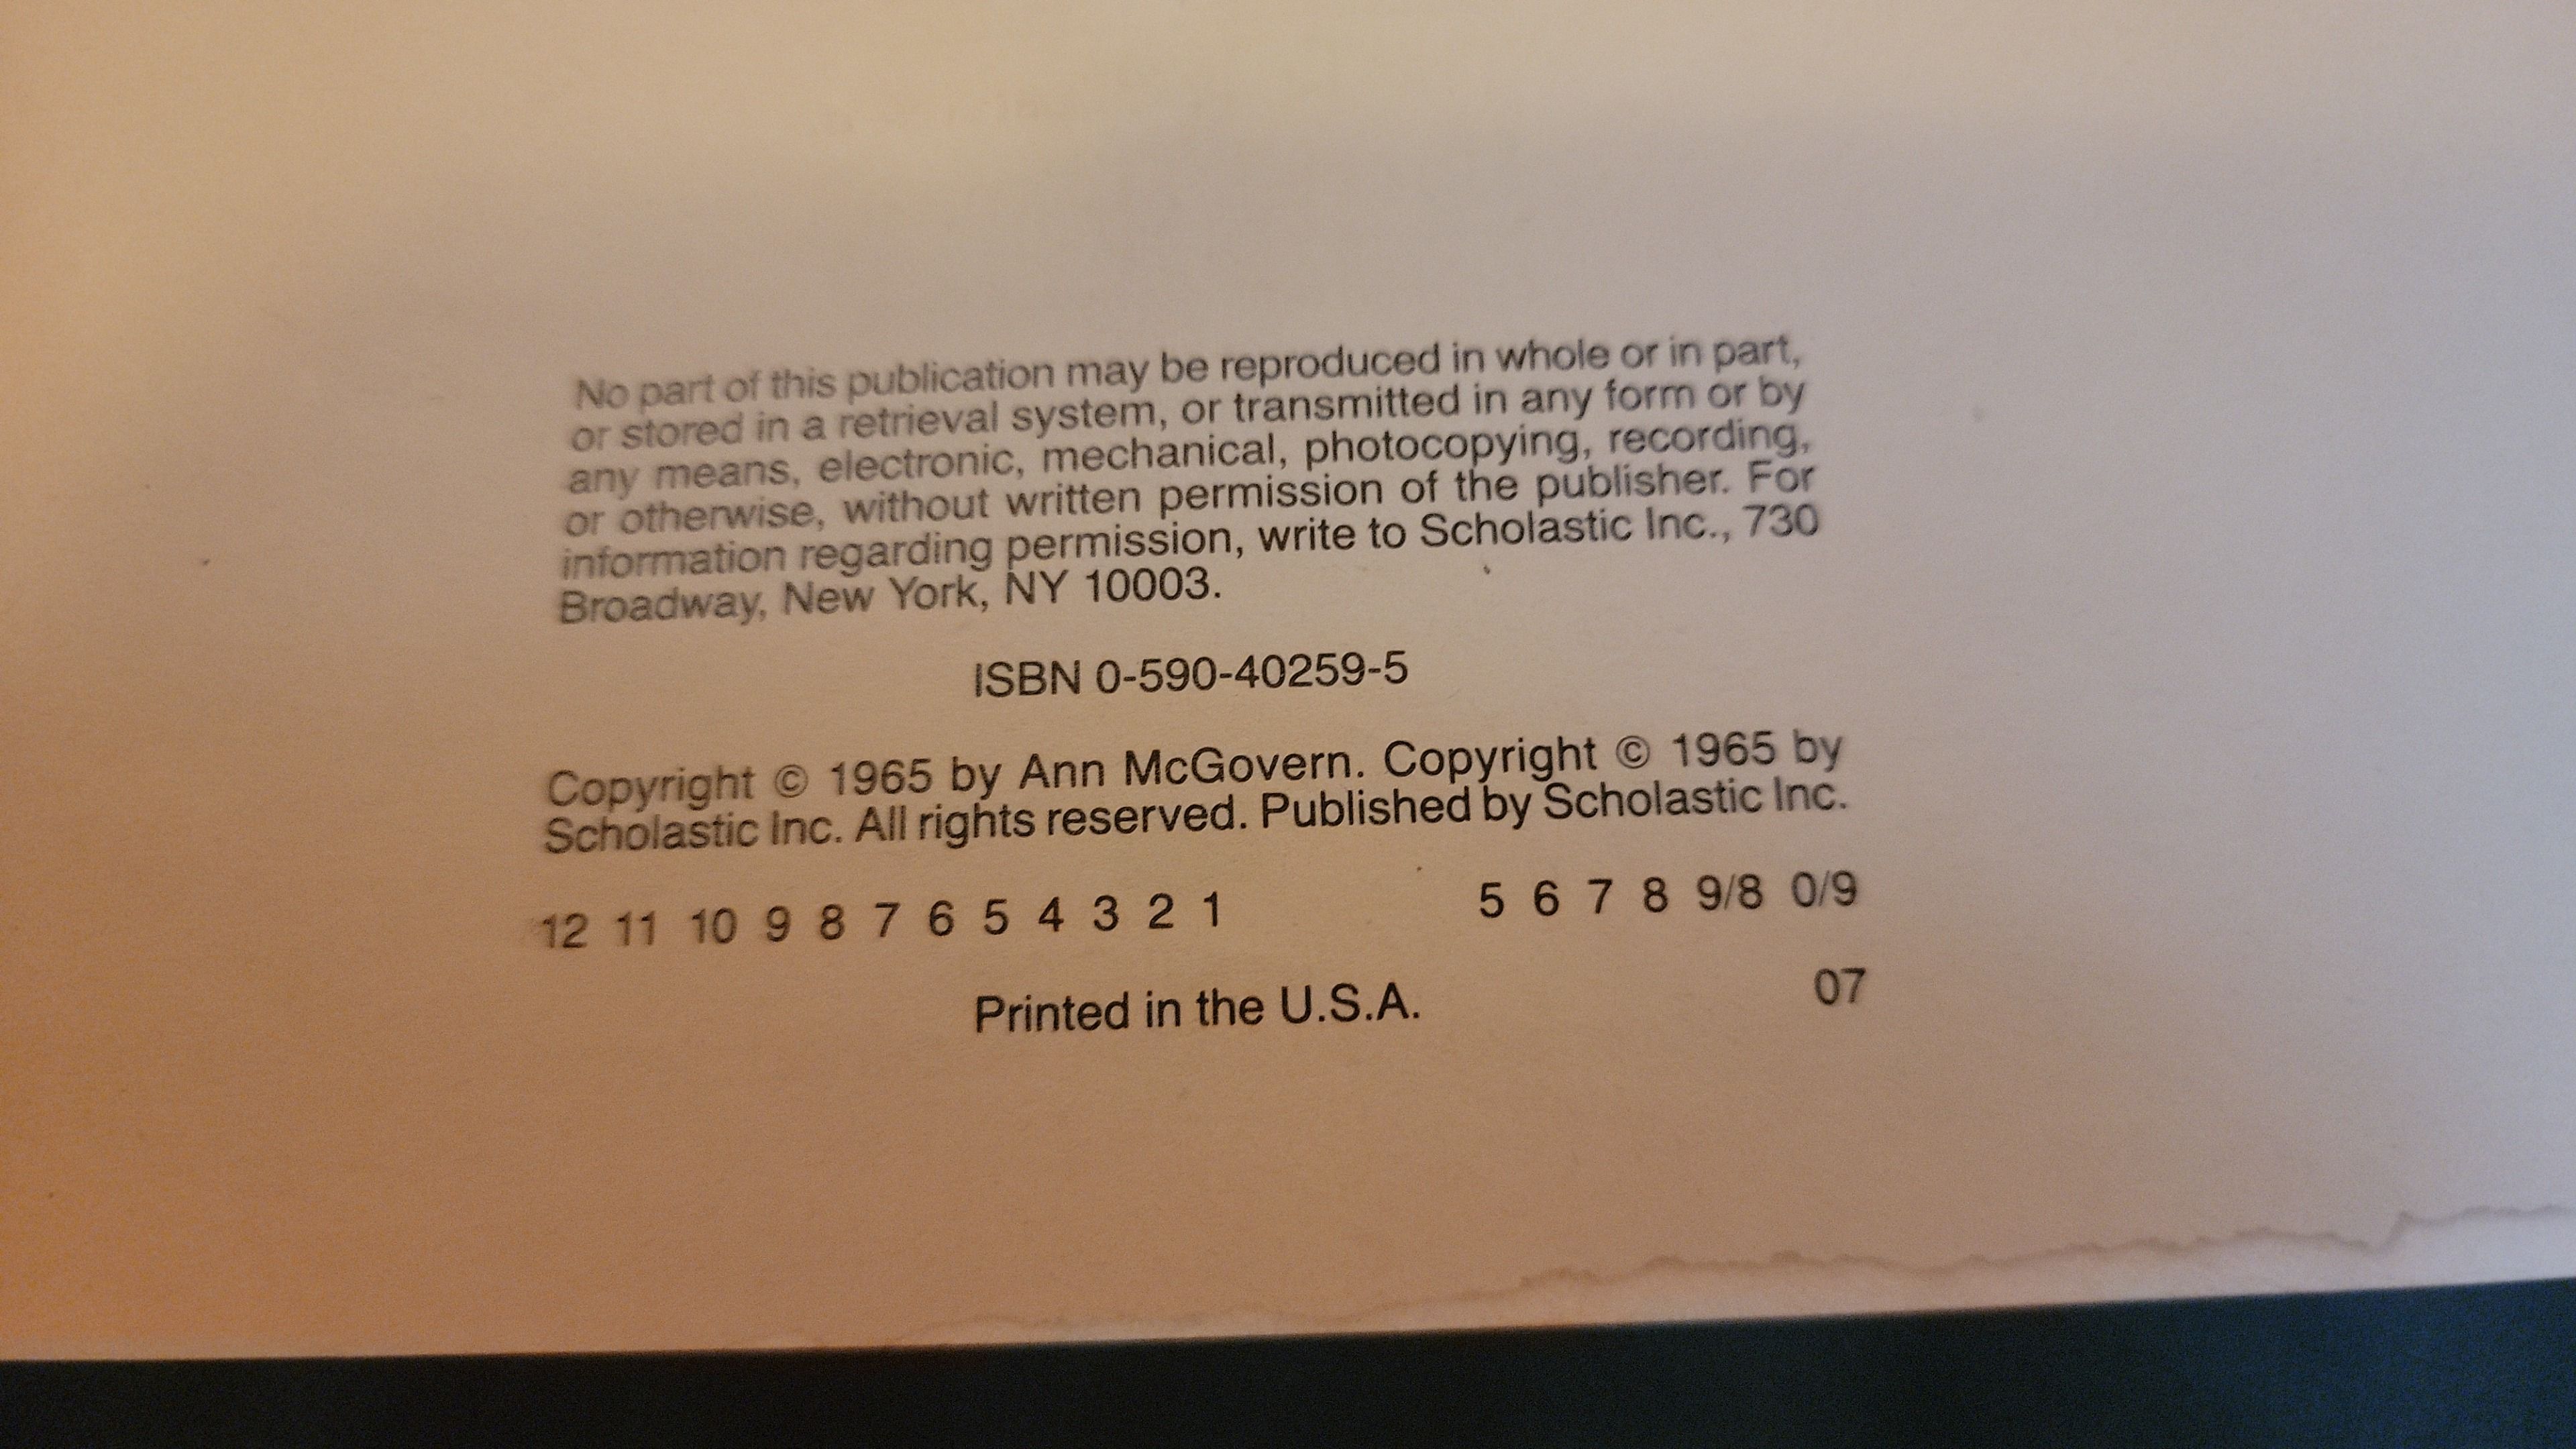 No part of this publication may be reproduced in whole or in part,
or stored in a retrieval system, or transmitted in any form or by
any means, electronic, mechanical, photocopying, recording,
or otherwise, without written permission of the publisher. For
information regarding permission, write to Scholastic Inc., 730
Broadway, New York, NY 10003.
ISBN 0-590-40259-5
Copyright © 1965 by Ann McGovern. Copyright © 1965 by
Scholastic Inc. All rights reserved. Published by Scholastic Inc.
12 11 10 9 8 7 6 5 4 3 2 1 5 6 7 8 9/8 0/9
Printed in the U.S.A. 07